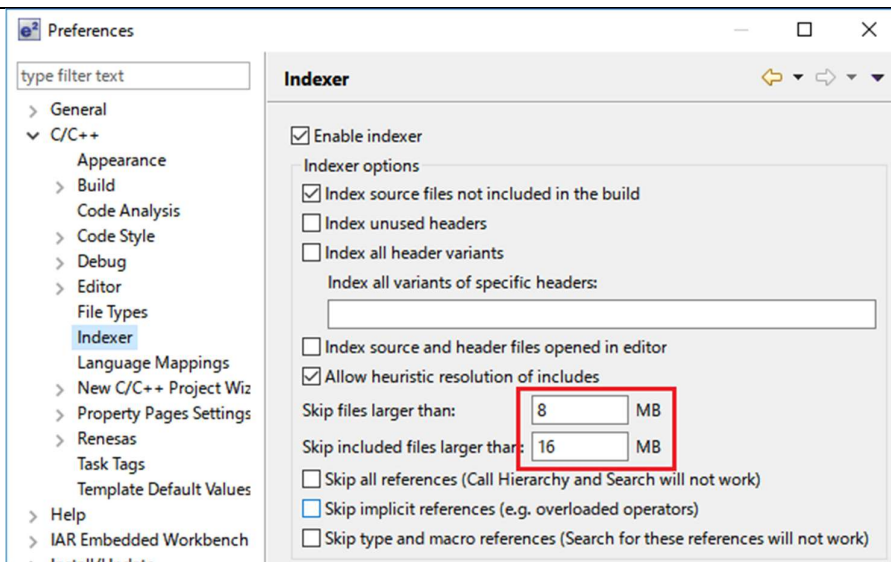 e² Preferences
type filter text
General
C/C++
Appearance
Build
Code Analysis
Code Style
Debug
Editor
File Types
Indexer
Language Mappings
New C/C++ Project Wiz
Property Pages Settings
Renesas
Task Tags
Template Default Values
Help
IAR Embedded Workbench
Install/Update
Indexer
Enable indexer
Indexer options
Index source files not included in the build
Index unused headers
Index all header variants
Index all variants of specific headers:
Index source and header files opened in editor
Allow heuristic resolution of includes
Skip files larger than: 8 MB
Skip included files larger than: 16 MB
Skip all references (Call Hierarchy and Search will not work)
Skip implicit references (e.g. overloaded operators)
Skip type and macro references (Search for these references will not work)